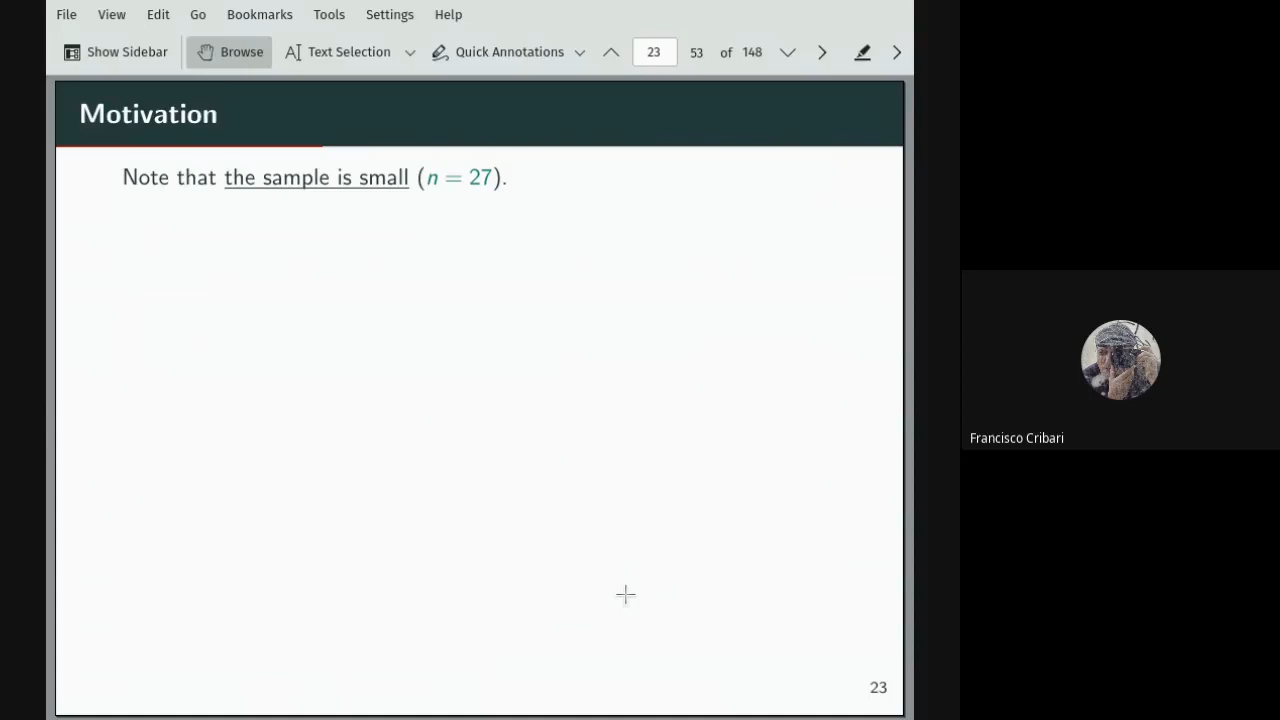 File View Edit Go Bookmarks Tools Settings Help
Show Sidebar Browse Text Selection Quick Annotations 23 53 of 148
Motivation
Note that the sample is small (n = 27).
23
Francisco Cribari